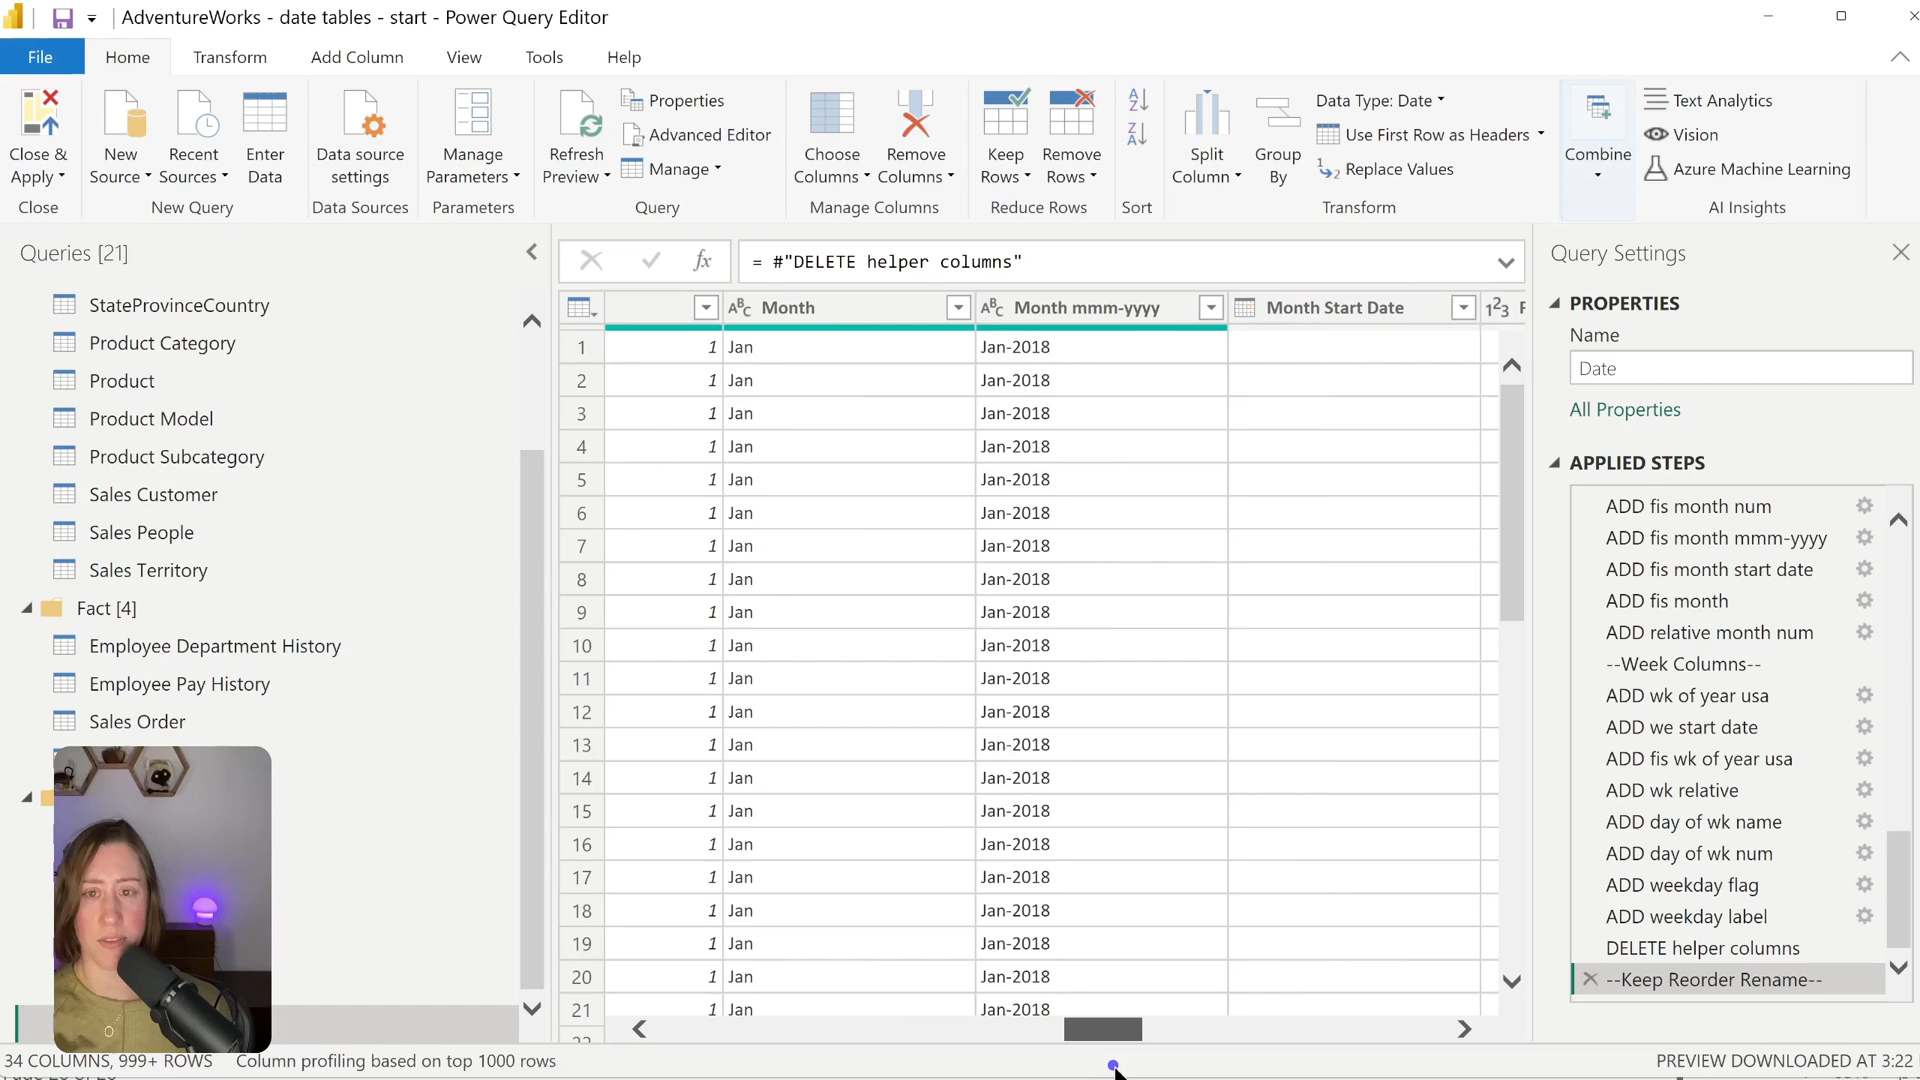 AdventureWorks - date tables - start - Power Query Editor
File Home Transform Add Column View Tools Help
Close & Apply
Close
New Source
Recent Sources
Enter Data
New Query
Data source settings
Data Sources
Manage Parameters
Parameters
Refresh Preview
Properties
Advanced Editor
Manage
Query
Choose Columns
Remove Columns
Manage Columns
Keep Rows
Remove Rows
Reduce Rows
Sort
Split Column
Group By
Data Type: Date
Use First Row as Headers
Replace Values
Transform
Combine
Text Analytics
Vision
Azure Machine Learning
AI Insights
Queries [21]
StateProvinceCountry
Product Category
Product
Product Model
Product Subcategory
Sales Customer
Sales People
Sales Territory
Fact [4]
Employee Department History
Employee Pay History
Sales Order
= #"DELETE helper columns"
Month Month mmm-yyyy Month Start Date
1 1 Jan Jan-2018
2 1 Jan Jan-2018
3 1 Jan Jan-2018
4 1 Jan Jan-2018
5 1 Jan Jan-2018
6 1 Jan Jan-2018
7 1 Jan Jan-2018
8 1 Jan Jan-2018
9 1 Jan Jan-2018
10 1 Jan Jan-2018
11 1 Jan Jan-2018
12 1 Jan Jan-2018
13 1 Jan Jan-2018
14 1 Jan Jan-2018
15 1 Jan Jan-2018
16 1 Jan Jan-2018
17 1 Jan Jan-2018
18 1 Jan Jan-2018
19 1 Jan Jan-2018
20 1 Jan Jan-2018
21 1 Jan Jan-2018
Query Settings
PROPERTIES
Name
Date
All Properties
APPLIED STEPS
ADD fis month num
ADD fis month mmm-yyyy
ADD fis month start date
ADD fis month
ADD relative month num
--Week Columns--
ADD wk of year usa
ADD we start date
ADD fis wk of year usa
ADD wk relative
ADD day of wk name
ADD day of wk num
ADD weekday flag
ADD weekday label
DELETE helper columns
--Keep Reorder Rename--
34 COLUMNS, 999+ ROWS Column profiling based on top 1000 rows
PREVIEW DOWNLOADED AT 3:22